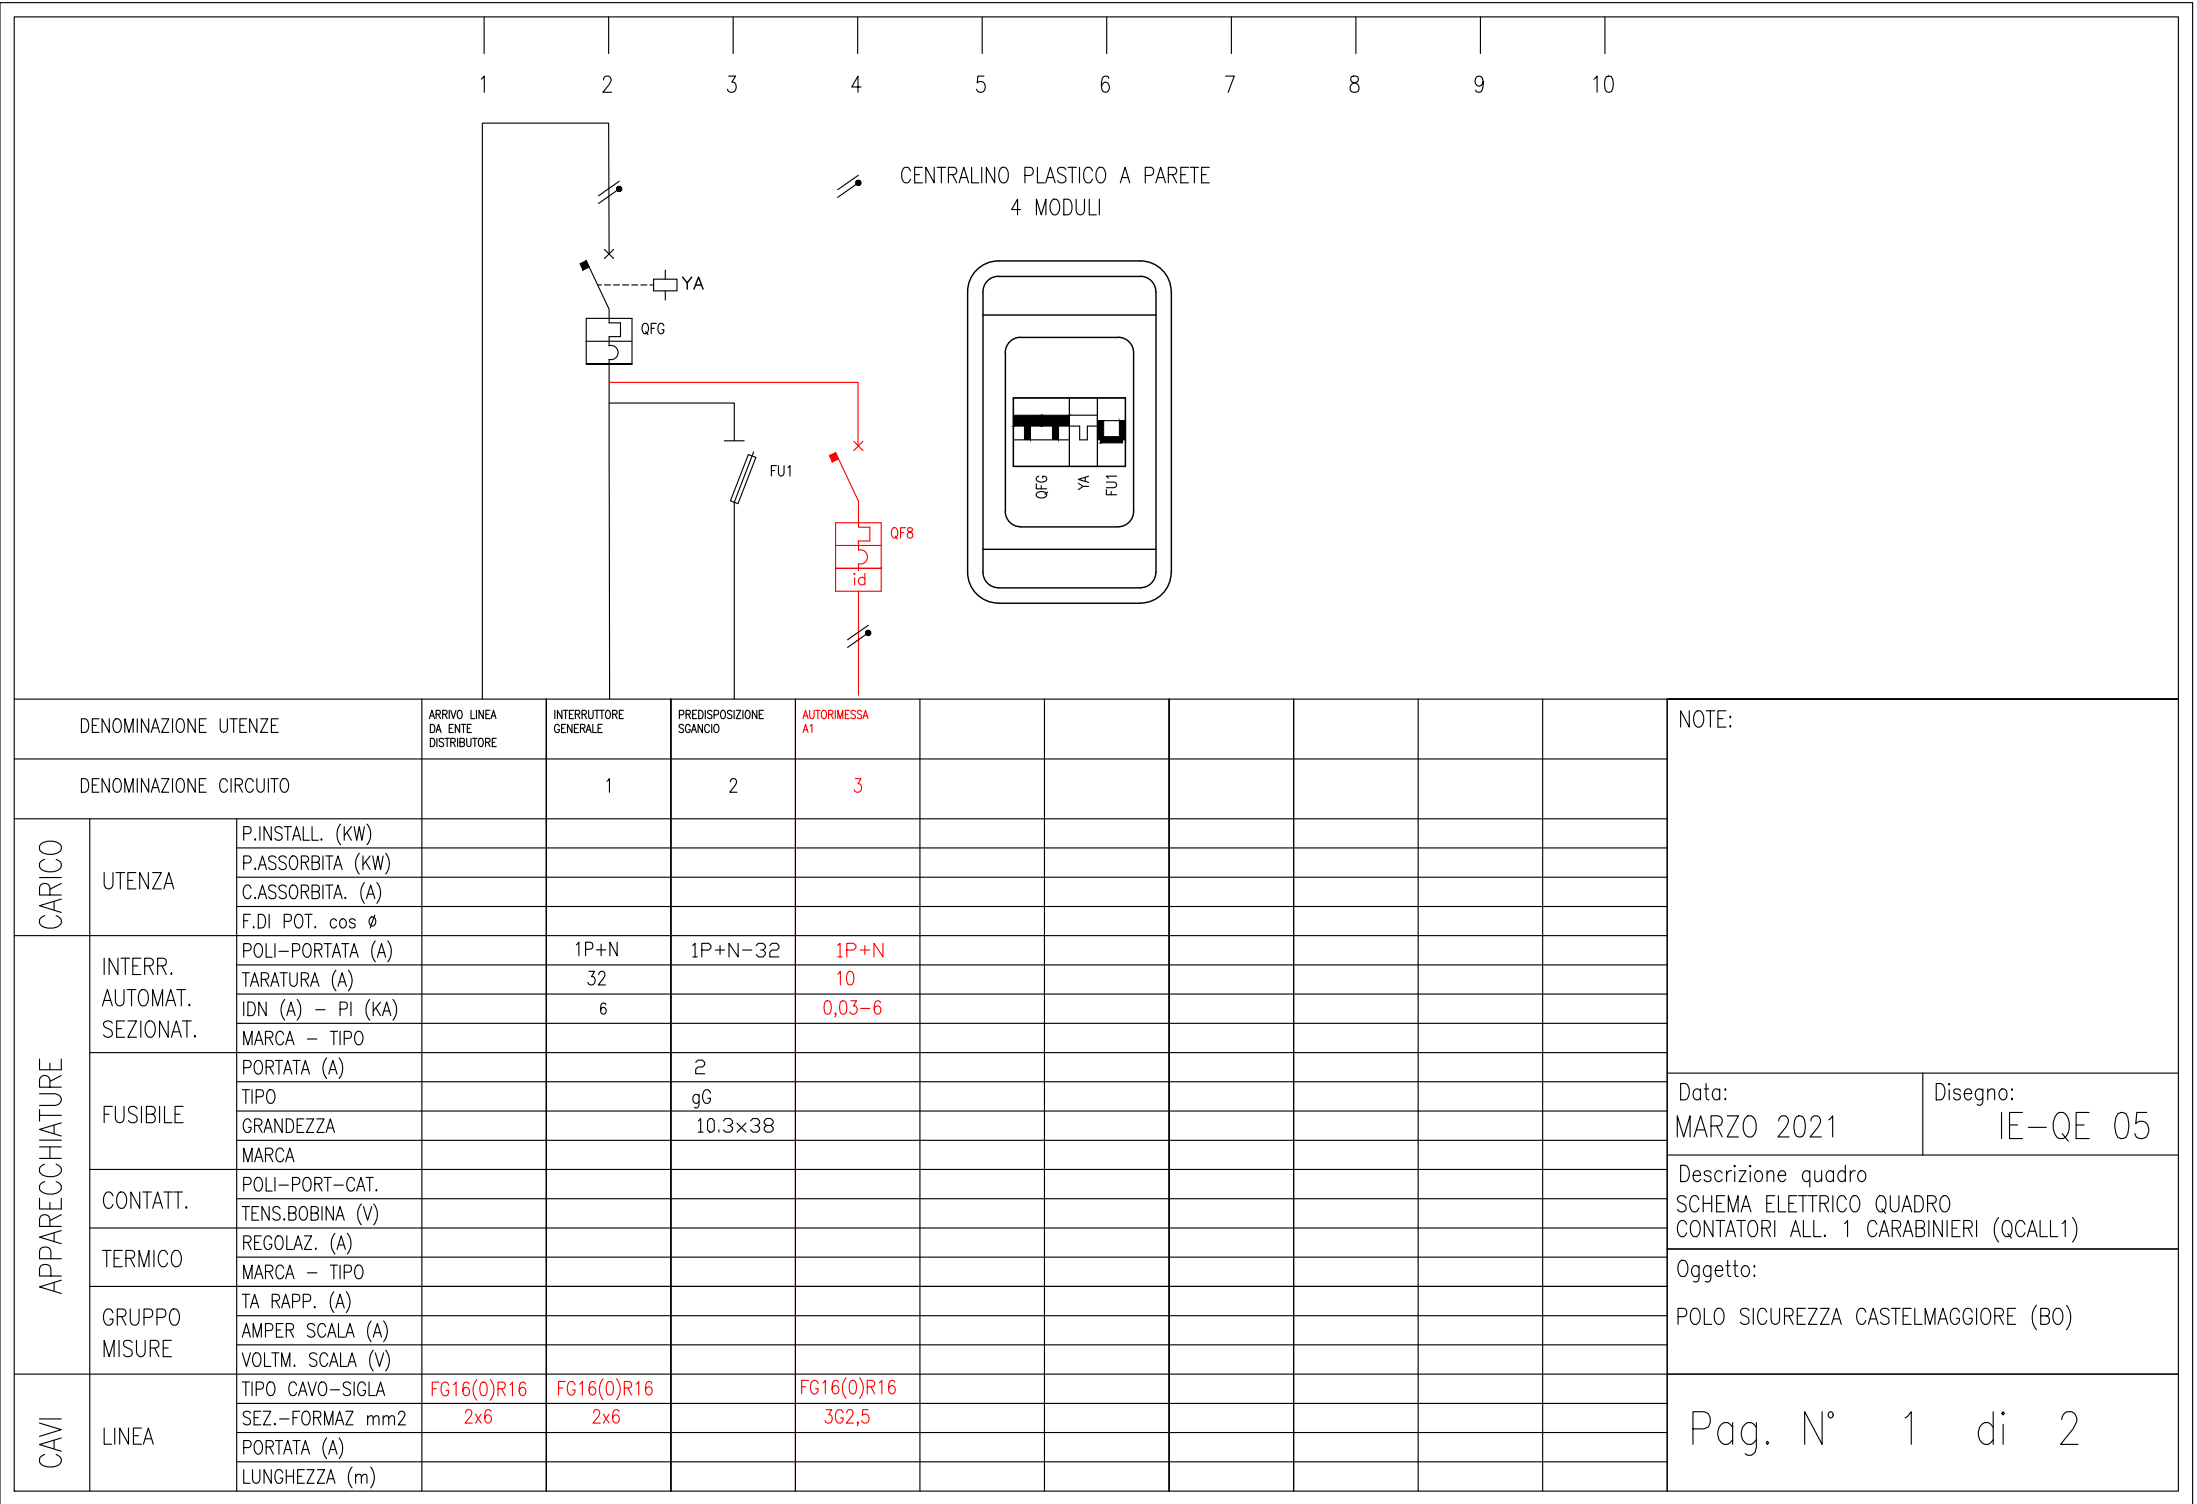 1 2 3 4 5 6 7 8 9 10
CENTRALINO PLASTICO A PARETE
4 MODULI
YA
QFG
FU1
QF8
id
QFG YA FU1
DENOMINAZIONE UTENZE
ARRIVO LINEA
DA ENTE
DISTRIBUTORE
INTERRUTTORE
GENERALE
PREDISPOSIZIONE
SGANCIO
AUTORIMESSA
A1
DENOMINAZIONE CIRCUITO 1 2 3
CARICO
UTENZA
P.INSTALL. (KW)
P.ASSORBITA (KW)
C.ASSORBITA. (A)
F.DI POT. cos ø
APPARECCHIATURE
INTERR.
AUTOMAT.
SEZIONAT.
POLI-PORTATA (A) 1P+N 1P+N-32 1P+N
TARATURA (A) 32 10
IDN (A) - PI (KA) 6 0,03-6
MARCA - TIPO
FUSIBILE
PORTATA (A) 2
TIPO gG
GRANDEZZA 10.3x38
MARCA
CONTATT.
POLI-PORT-CAT.
TENS.BOBINA (V)
TERMICO
REGOLAZ. (A)
MARCA - TIPO
GRUPPO
MISURE
TA RAPP. (A)
AMPER SCALA (A)
VOLTM. SCALA (V)
CAVI
LINEA
TIPO CAVO-SIGLA FG16(O)R16 FG16(O)R16 FG16(O)R16
SEZ.-FORMAZ mm2 2x6 2x6 3G2,5
PORTATA (A)
LUNGHEZZA (m)
NOTE:
Data:
MARZO 2021
Disegno:
IE-QE 05
Descrizione quadro
SCHEMA ELETTRICO QUADRO
CONTATORI ALL. 1 CARABINIERI (QCALL1)
Oggetto:
POLO SICUREZZA CASTELMAGGIORE (BO)
Pag. N° 1 di 2